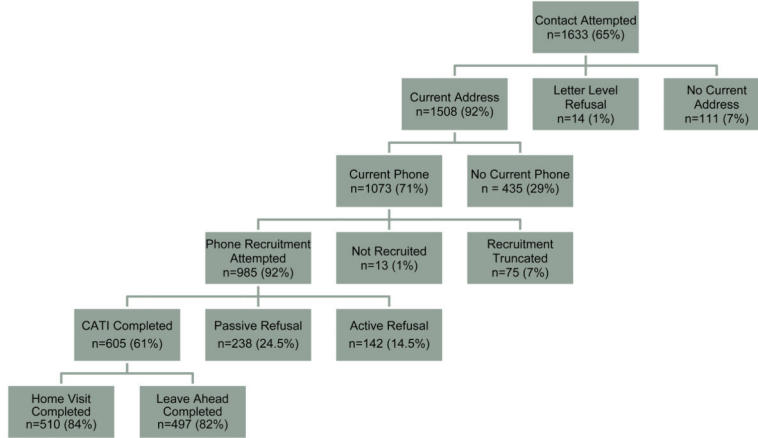 Contact Attempted
n=1633 (65%)
Current Address
n=1508 (92%)
Letter Level
Refusal
n=14 (1%)
No Current
Address
n=111 (7%)
Current Phone
n=1073 (71%)
No Current Phone
n = 435 (29%)
Phone Recruitment
Attempted
n=985 (92%)
Not Recruited
n=13 (1%)
Recruitment
Truncated
n=75 (7%)
CATI Completed
n=605 (61%)
Passive Refusal
n=238 (24.5%)
Active Refusal
n=142 (14.5%)
Home Visit
Completed
n=510 (84%)
Leave Ahead
Completed
n=497 (82%)